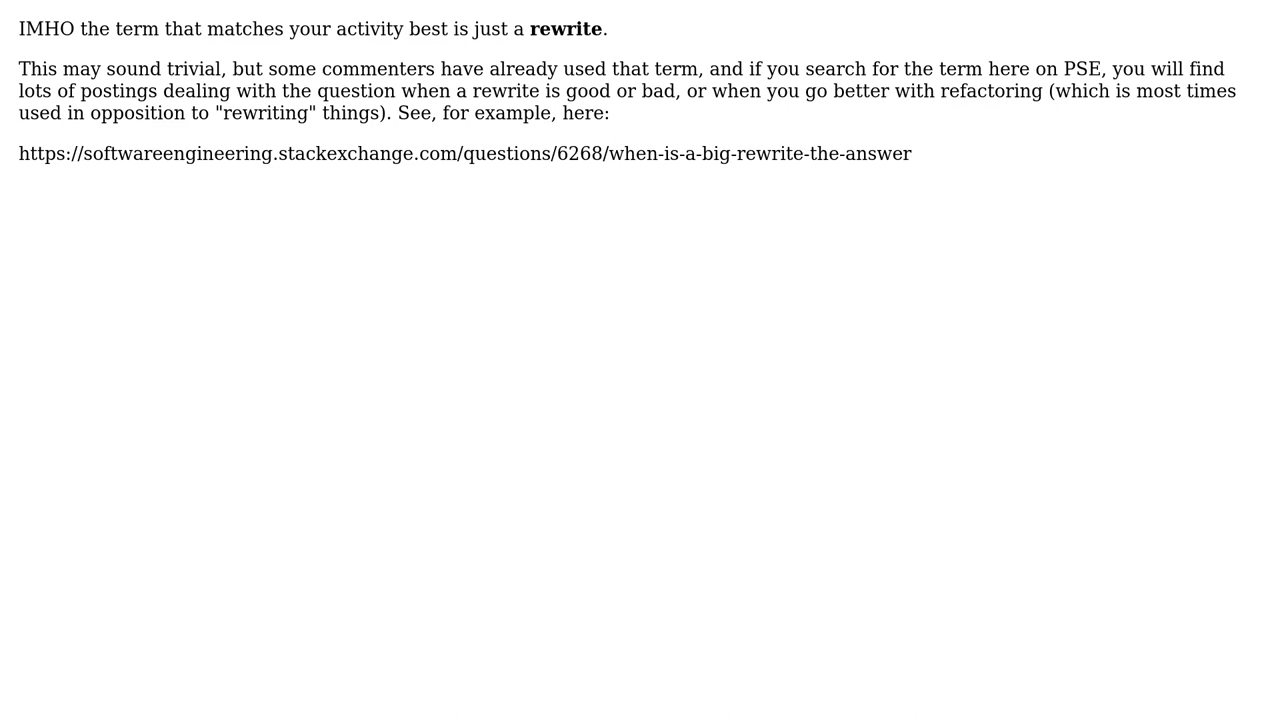 IMHO the term that matches your activity best is just a rewrite.
This may sound trivial, but some commenters have already used that term, and if you search for the term here on PSE, you will find
lots of postings dealing with the question when a rewrite is good or bad, or when you go better with refactoring (which is most times
used in opposition to "rewriting" things). See, for example, here:
https://softwareengineering.stackexchange.com/questions/6268/when-is-a-big-rewrite-the-answer